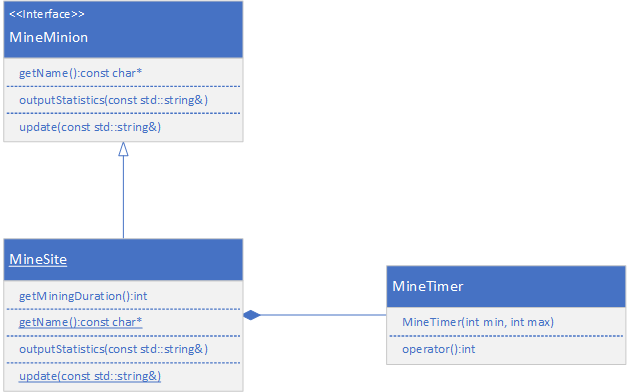 <<Interface>>
MineMinion
getName():const char*
outputStatistics(const std::string&)
update(const std::string&)
MineSite
getMiningDuration():int
getName():const char*
outputStatistics(const std::string&)
update(const std::string&)
MineTimer
MineTimer(int min, int max)
operator():int